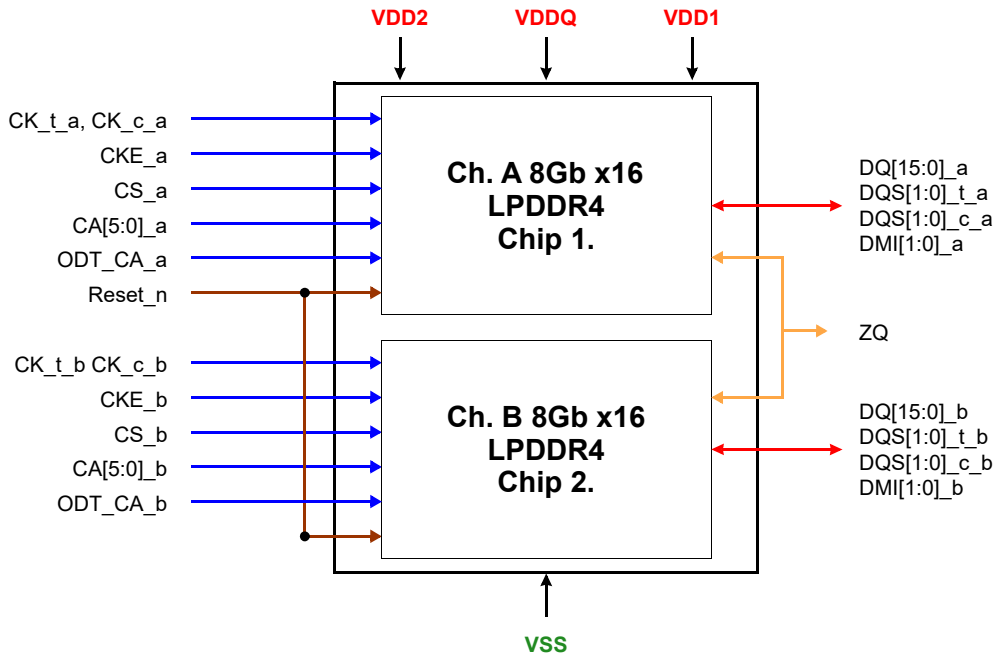 VDD2
VDDQ
VDD1
CK_t_a, CK_c_a
CKE_a
CS_a
CA[5:0]_a
ODT_CA_a
Reset_n
Ch. A 8Gb x16
LPDDR4
Chip 1.
DQ[15:0]_a
DQS[1:0]_t_a
DQS[1:0]_c_a
DMI[1:0]_a
ZQ
CK_t_b CK_c_b
CKE_b
CS_b
CA[5:0]_b
ODT_CA_b
Ch. B 8Gb x16
LPDDR4
Chip 2.
DQ[15:0]_b
DQS[1:0]_t_b
DQS[1:0]_c_b
DMI[1:0]_b
VSS